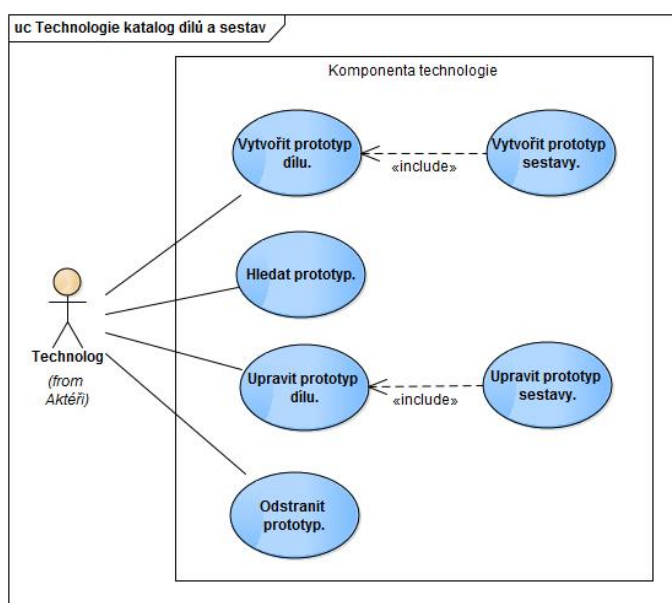 uc Technologie katalog dílů a sestav
Komponenta technologie
Vytvořit prototyp
dílu.
«include»
Vytvořit prototyp
sestavy.
Hledat prototyp.
Technolog
(from
Aktéři)
Upravit prototyp
dílu.
«include»
Upravit prototyp
sestavy.
Odstranit
prototyp.